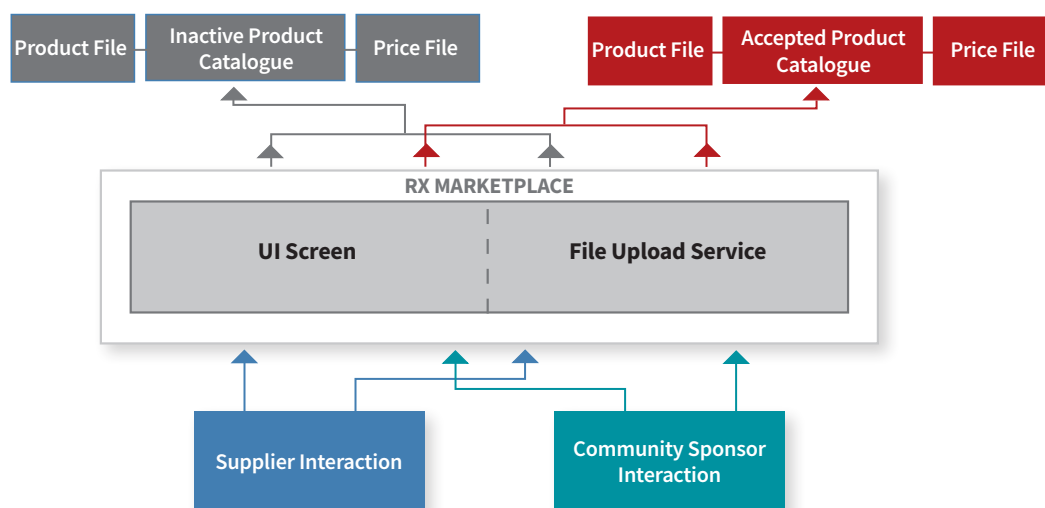 Product File
Inactive Product
Catalogue
Price File
Product File
Accepted Product
Catalogue
Price File
RX MARKETPLACE
UI Screen
File Upload Service
Supplier Interaction
Community Sponsor
Interaction